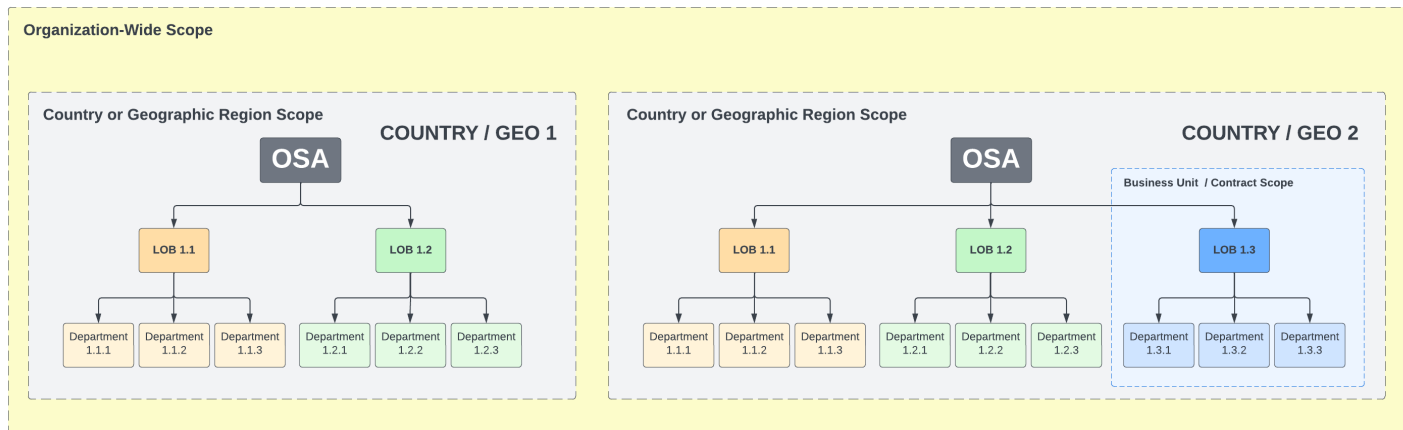 Organization-Wide Scope
Country or Geographic Region Scope
COUNTRY / GEO 1
OSA
LOB 1.1
LOB 1.2
Department
1.1.1
Department
1.1.2
Department
1.1.3
Department
1.2.1
Department
1.2.2
Department
1.2.3
Country or Geographic Region Scope
COUNTRY / GEO 2
OSA
Business Unit / Contract Scope
LOB 1.1
LOB 1.2
LOB 1.3
Department
1.1.1
Department
1.1.2
Department
1.1.3
Department
1.2.1
Department
1.2.2
Department
1.2.3
Department
1.3.1
Department
1.3.2
Department
1.3.3